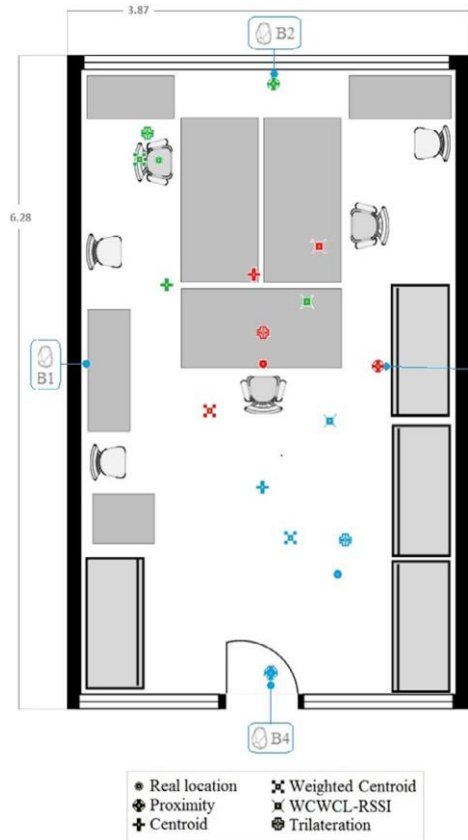 3.87
B2
6.28
B1
B4
Real location
Weighted Centroid
Proximity
WCWCL-RSSI
Centroid
Trilateration